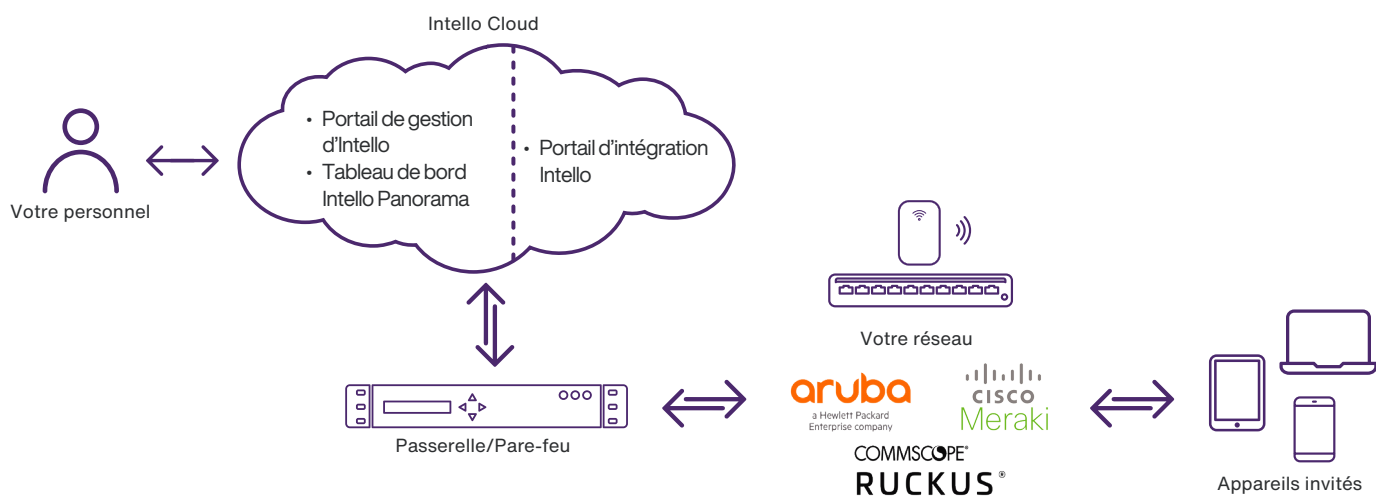 Intello Cloud
• Portail de gestion
d'Intello
• Tableau de bord
Intello Panorama
• Portail d'intégration
Intello
Votre personnel
Votre réseau
Passerelle/Pare-feu
aruba
a Hewlett Packard
Enterprise company
CISCO
Meraki
COMMSCOPE®
RUCKUS®
Appareils invités